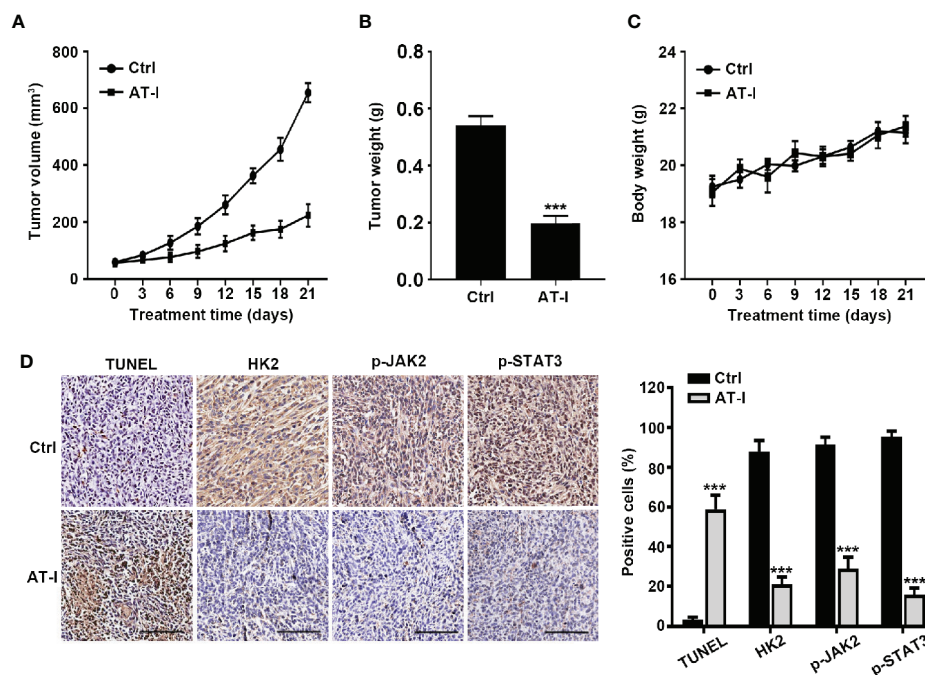 A
Tumor volume (mm³)
800
600
400
200
0
Ctrl
AT-I
0 3 6 9 12 15 18 21
Treatment time (days)
B
Tumor weight (g)
0.8
0.6
0.4
0.2
0.0
***
Ctrl AT-I
C
Body weight (g)
24
22
20
18
16
Ctrl
AT-I
0 3 6 9 12 15 18 21
Treatment time (days)
D
TUNEL HK2 p-JAK2 p-STAT3
Ctrl
AT-I
Positive cells (%)
120
100
80
60
40
20
0
Ctrl
AT-I
***
***
***
***
TUNEL HK2 p-JAK2 p-STAT3